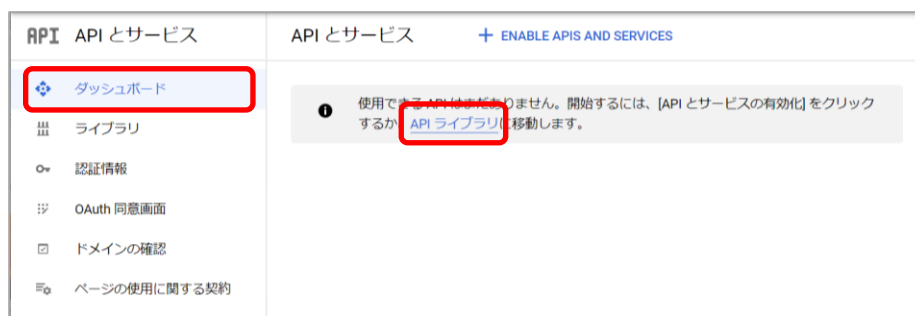 API APIとサービス
ダッシュボード
ライブラリ
認証情報
OAuth 同意画面
ドメインの確認
ページの使用に関する契約
APIとサービス + ENABLE APIS AND SERVICES
使用できる API はまだありません。開始するには、[APIとサービスの有効化] をクリック
するか API ライブラリに移動します。